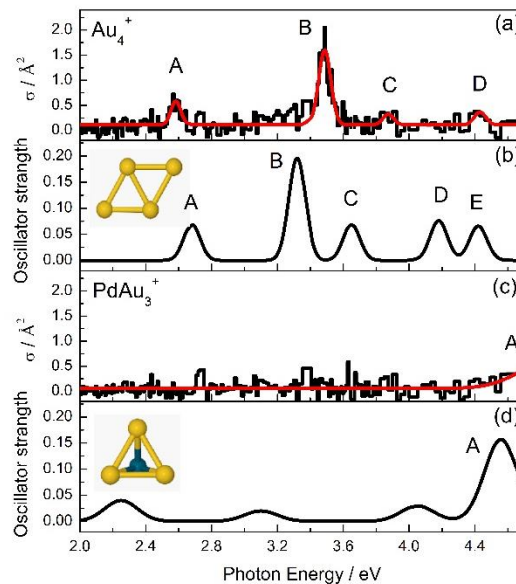 Au₄⁺
(a)
A
B
C
D
σ / Å²
2.0
1.5
1.0
0.5
0.0
(b)
A
B
C
D
E
Oscillator strangth
0.20
0.15
0.10
0.05
0.00
PdAu₃⁺
(c)
A
σ / Å²
2.0
1.5
1.0
0.5
0.0
(d)
A
Oscillator strength
0.20
0.15
0.10
0.05
0.00
2.0 2.4 2.8 3.2 3.6 4.0 4.4
Photon Energy / eV